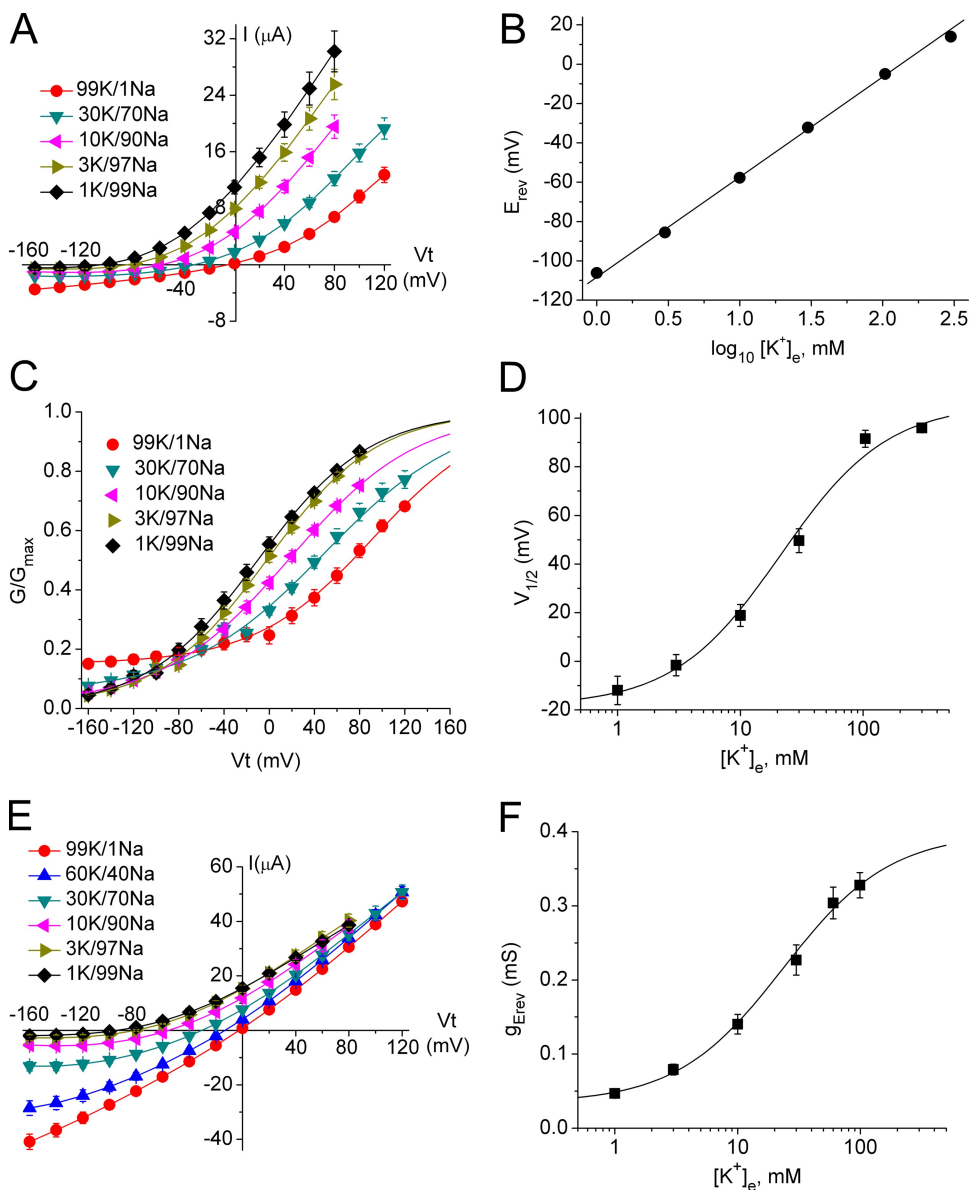 A
I (μA)
32
24
16
8
-8
99K/1Na
30K/70Na
10K/90Na
3K/97Na
1K/99Na
-160
-120
-40
40
80
120
Vt
(mV)
B
E_rev (mV)
20
0
-20
-40
-60
-80
-100
-120
0.0 0.5 1.0 1.5 2.0 2.5
log₁₀ [K⁺]ₑ, mM
C
G/G_max
1.0
0.8
0.6
0.4
0.2
0.0
99K/1Na
30K/70Na
10K/90Na
3K/97Na
1K/99Na
-160 -120 -80 -40 0 40 80 120 160
Vt (mV)
D
V₁/₂ (mV)
100
80
60
40
20
0
-20
1 10 100
[K⁺]ₑ, mM
E
I(μA)
60
40
20
-20
-40
99K/1Na
60K/40Na
30K/70Na
10K/90Na
3K/97Na
1K/99Na
-160
-120
-80
40
80
120
Vt
(mV)
F
g_Erev (mS)
0.4
0.3
0.2
0.1
0.0
1 10 100
[K⁺]ₑ, mM